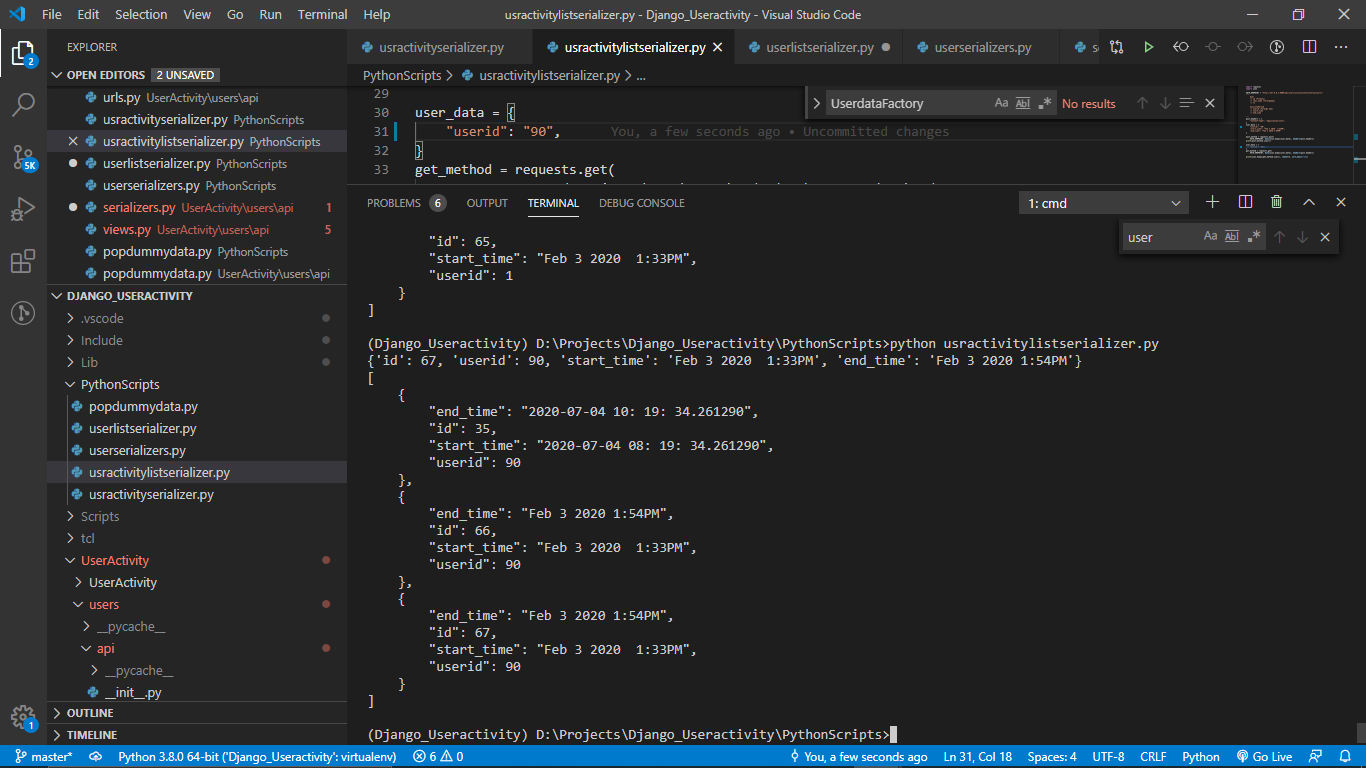 File Edit Selection View Go Run Terminal Help usractivitylistserializer.py - Django_Useractivity - Visual Studio Code
EXPLORER
OPEN EDITORS 2 UNSAVED
urls.py UserActivity\users\api
usractivityserializer.py PythonScripts
usractivitylistserializer.py PythonScripts
userlistserializer.py PythonScripts
userserializers.py PythonScripts
serializers.py UserActivity\users\api 1
views.py UserActivity\users\api 5
popdummydata.py PythonScripts
popdummydata.py UserActivity\users\api
DJANGO_USERACTIVITY
.vscode
Include
Lib
PythonScripts
popdummydata.py
userlistserializer.py
userserializers.py
usractivitylistserializer.py
usractivityserializer.py
Scripts
tcl
UserActivity
UserActivity
users
__pycache__
api
__pycache__
__init__.py
OUTLINE
TIMELINE
2
5K
1
usractivityserializer.py usractivitylistserializer.py userlistserializer.py userserializers.py
PythonScripts > usractivitylistserializer.py > ...
UserdataFactory Aa Abl .* No results
29
30 user_data = {
31 "userid": "90", You, a few seconds ago • Uncommitted changes
32 }
33 get_method = requests.get(
PROBLEMS 6 OUTPUT TERMINAL DEBUG CONSOLE 1: cmd
user Aa Abl .*
"id": 65,
"start_time": "Feb 3 2020  1:33PM",
"userid": 1
}
]
(Django_Useractivity) D:\Projects\Django_Useractivity\PythonScripts>python usractivitylistserializer.py
{'id': 67, 'userid': 90, 'start_time': 'Feb 3 2020  1:33PM', 'end_time': 'Feb 3 2020 1:54PM'}
[
{
"end_time": "2020-07-04 10: 19: 34.261290",
"id": 35,
"start_time": "2020-07-04 08: 19: 34.261290",
"userid": 90
},
{
"end_time": "Feb 3 2020 1:54PM",
"id": 66,
"start_time": "Feb 3 2020  1:33PM",
"userid": 90
},
{
"end_time": "Feb 3 2020 1:54PM",
"id": 67,
"start_time": "Feb 3 2020  1:33PM",
"userid": 90
}
]
(Django_Useractivity) D:\Projects\Django_Useractivity\PythonScripts>
master* Python 3.8.0 64-bit ('Django_Useractivity': virtualenv) 6 0 You, a few seconds ago Ln 31, Col 18 Spaces: 4 UTF-8 CRLF Python Go Live